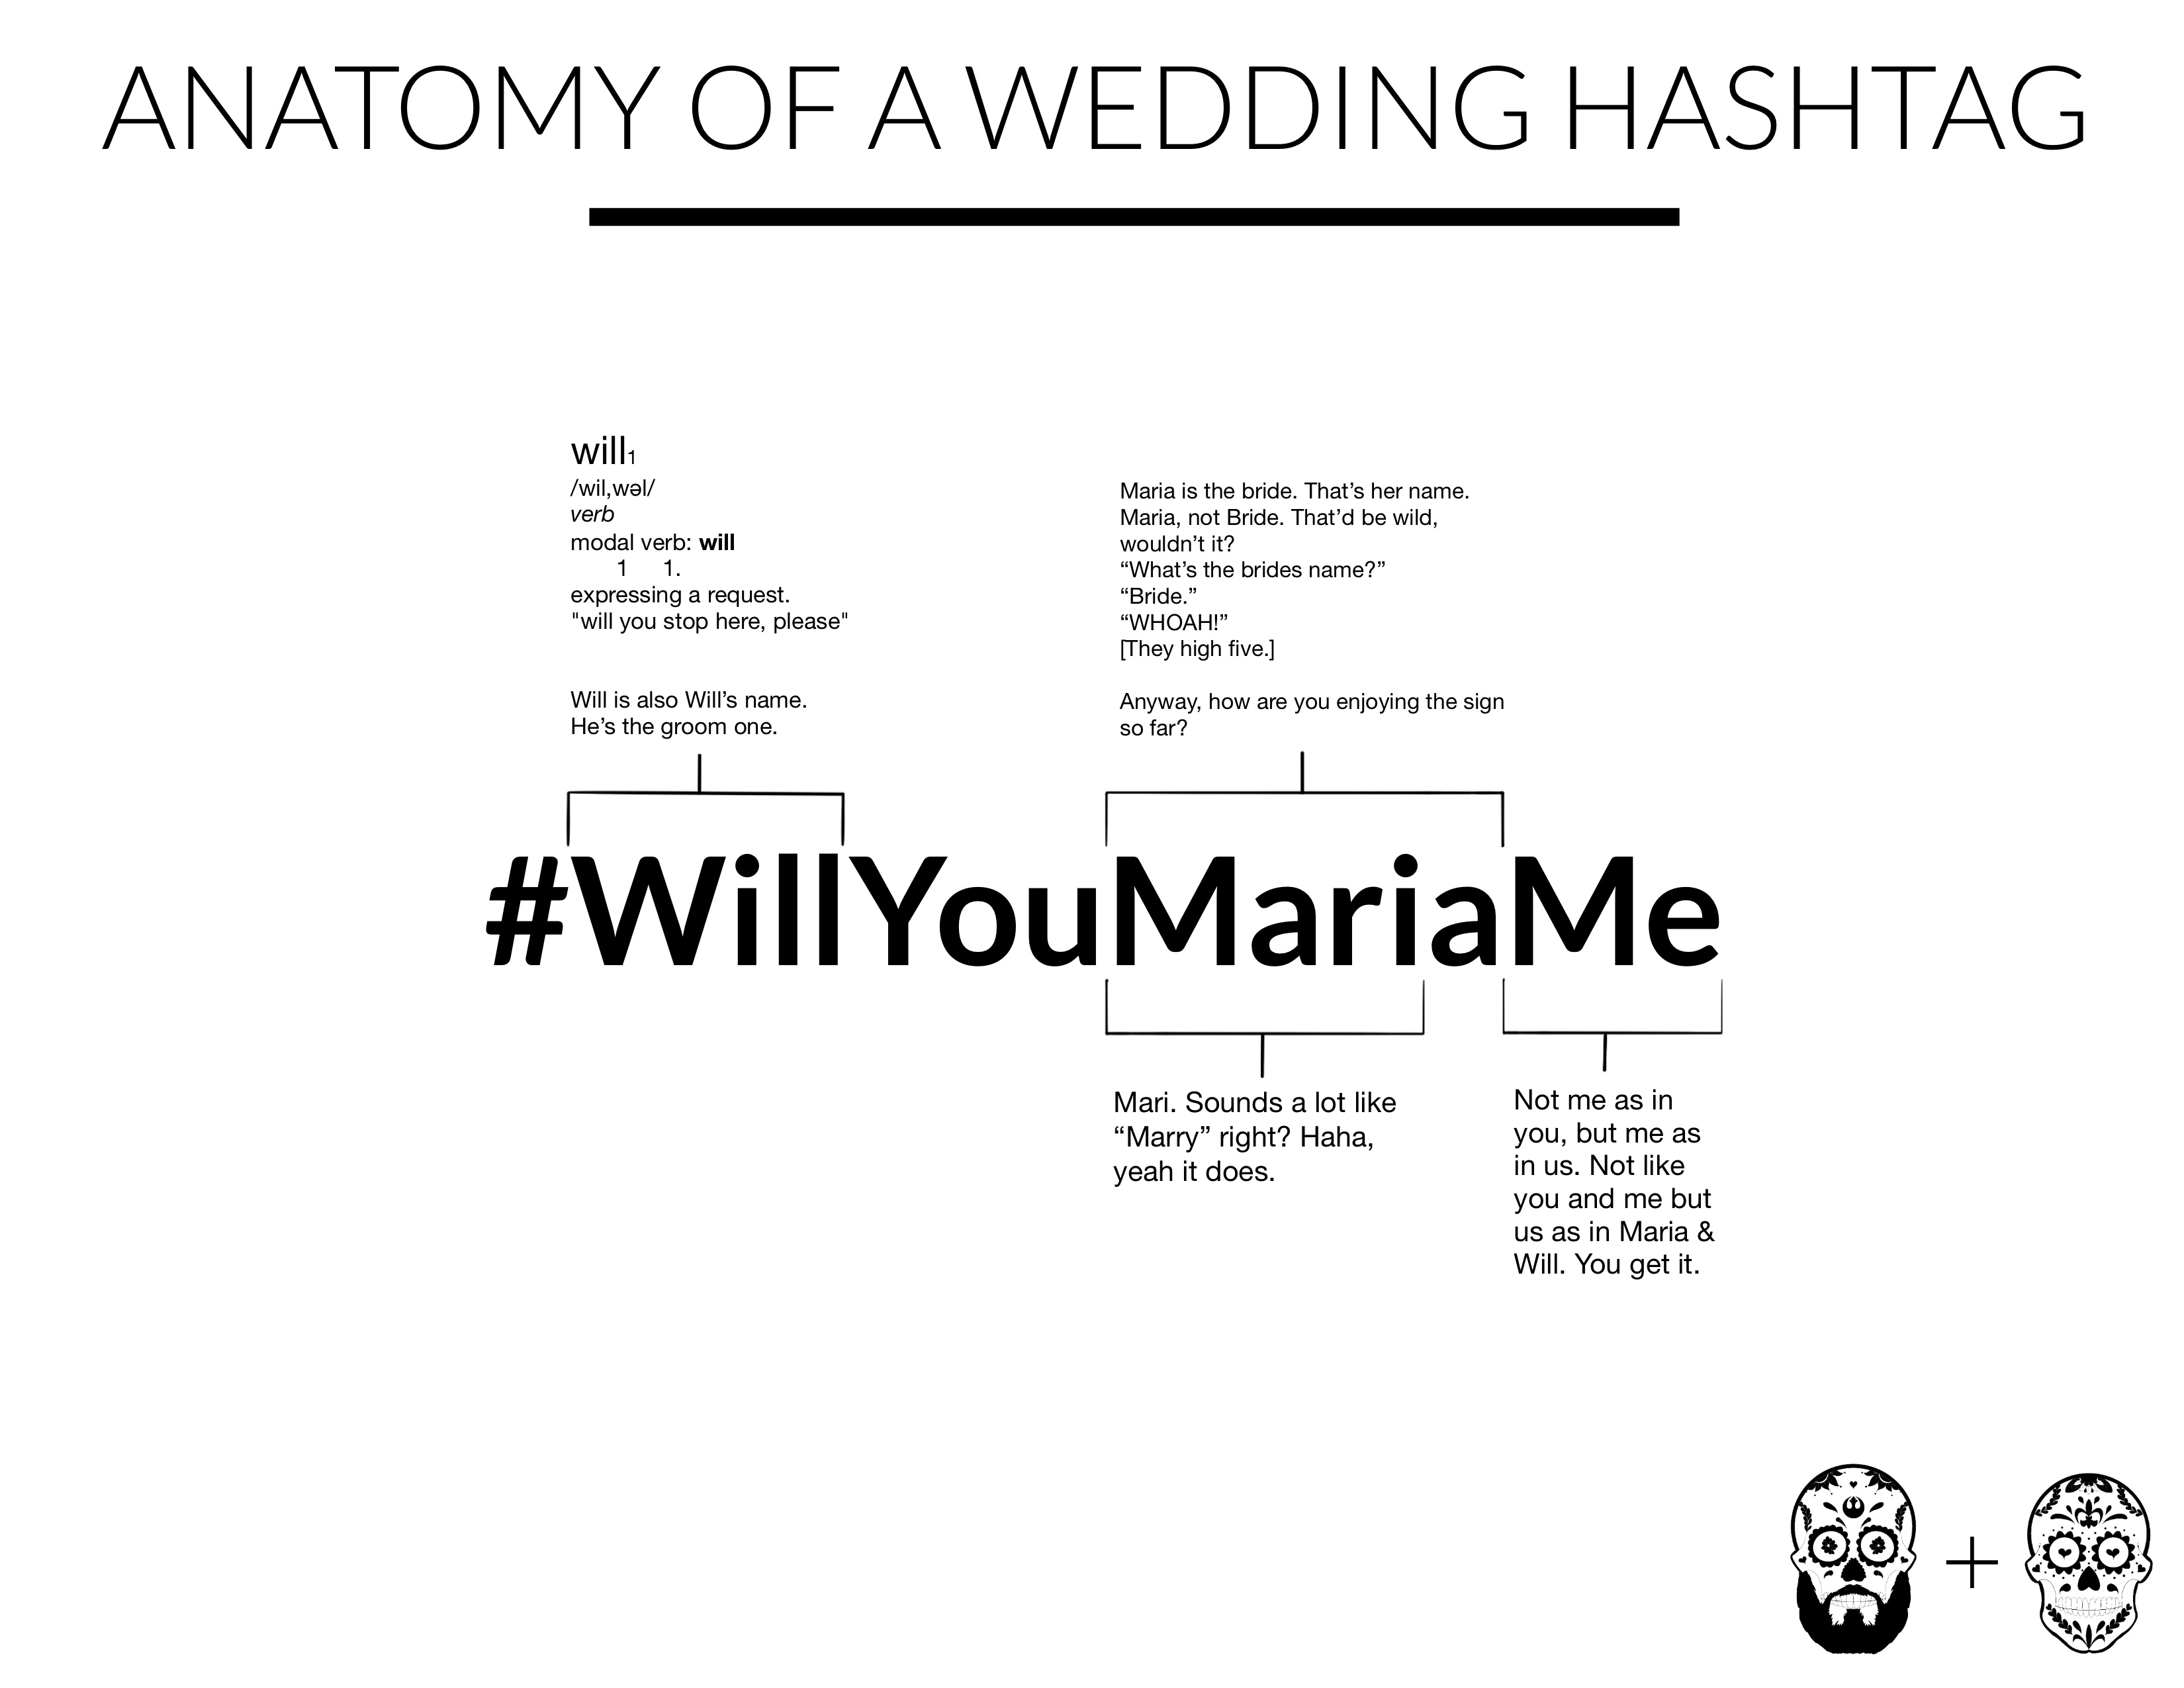 ANATOMY OF A WEDDING HASHTAG
will1
/wil,wəl/
verb
modal verb: will
1 1.
expressing a request.
"will you stop here, please"
Will is also Will’s name.
He’s the groom one.
Maria is the bride. That’s her name.
Maria, not Bride. That’d be wild,
wouldn’t it?
“What’s the brides name?”
“Bride.”
“WHOAH!”
[They high five.]
Anyway, how are you enjoying the sign
so far?
#WillYouMariaMe
Mari. Sounds a lot like
“Marry” right? Haha,
yeah it does.
Not me as in
you, but me as
in us. Not like
you and me but
us as in Maria &
Will. You get it.
+